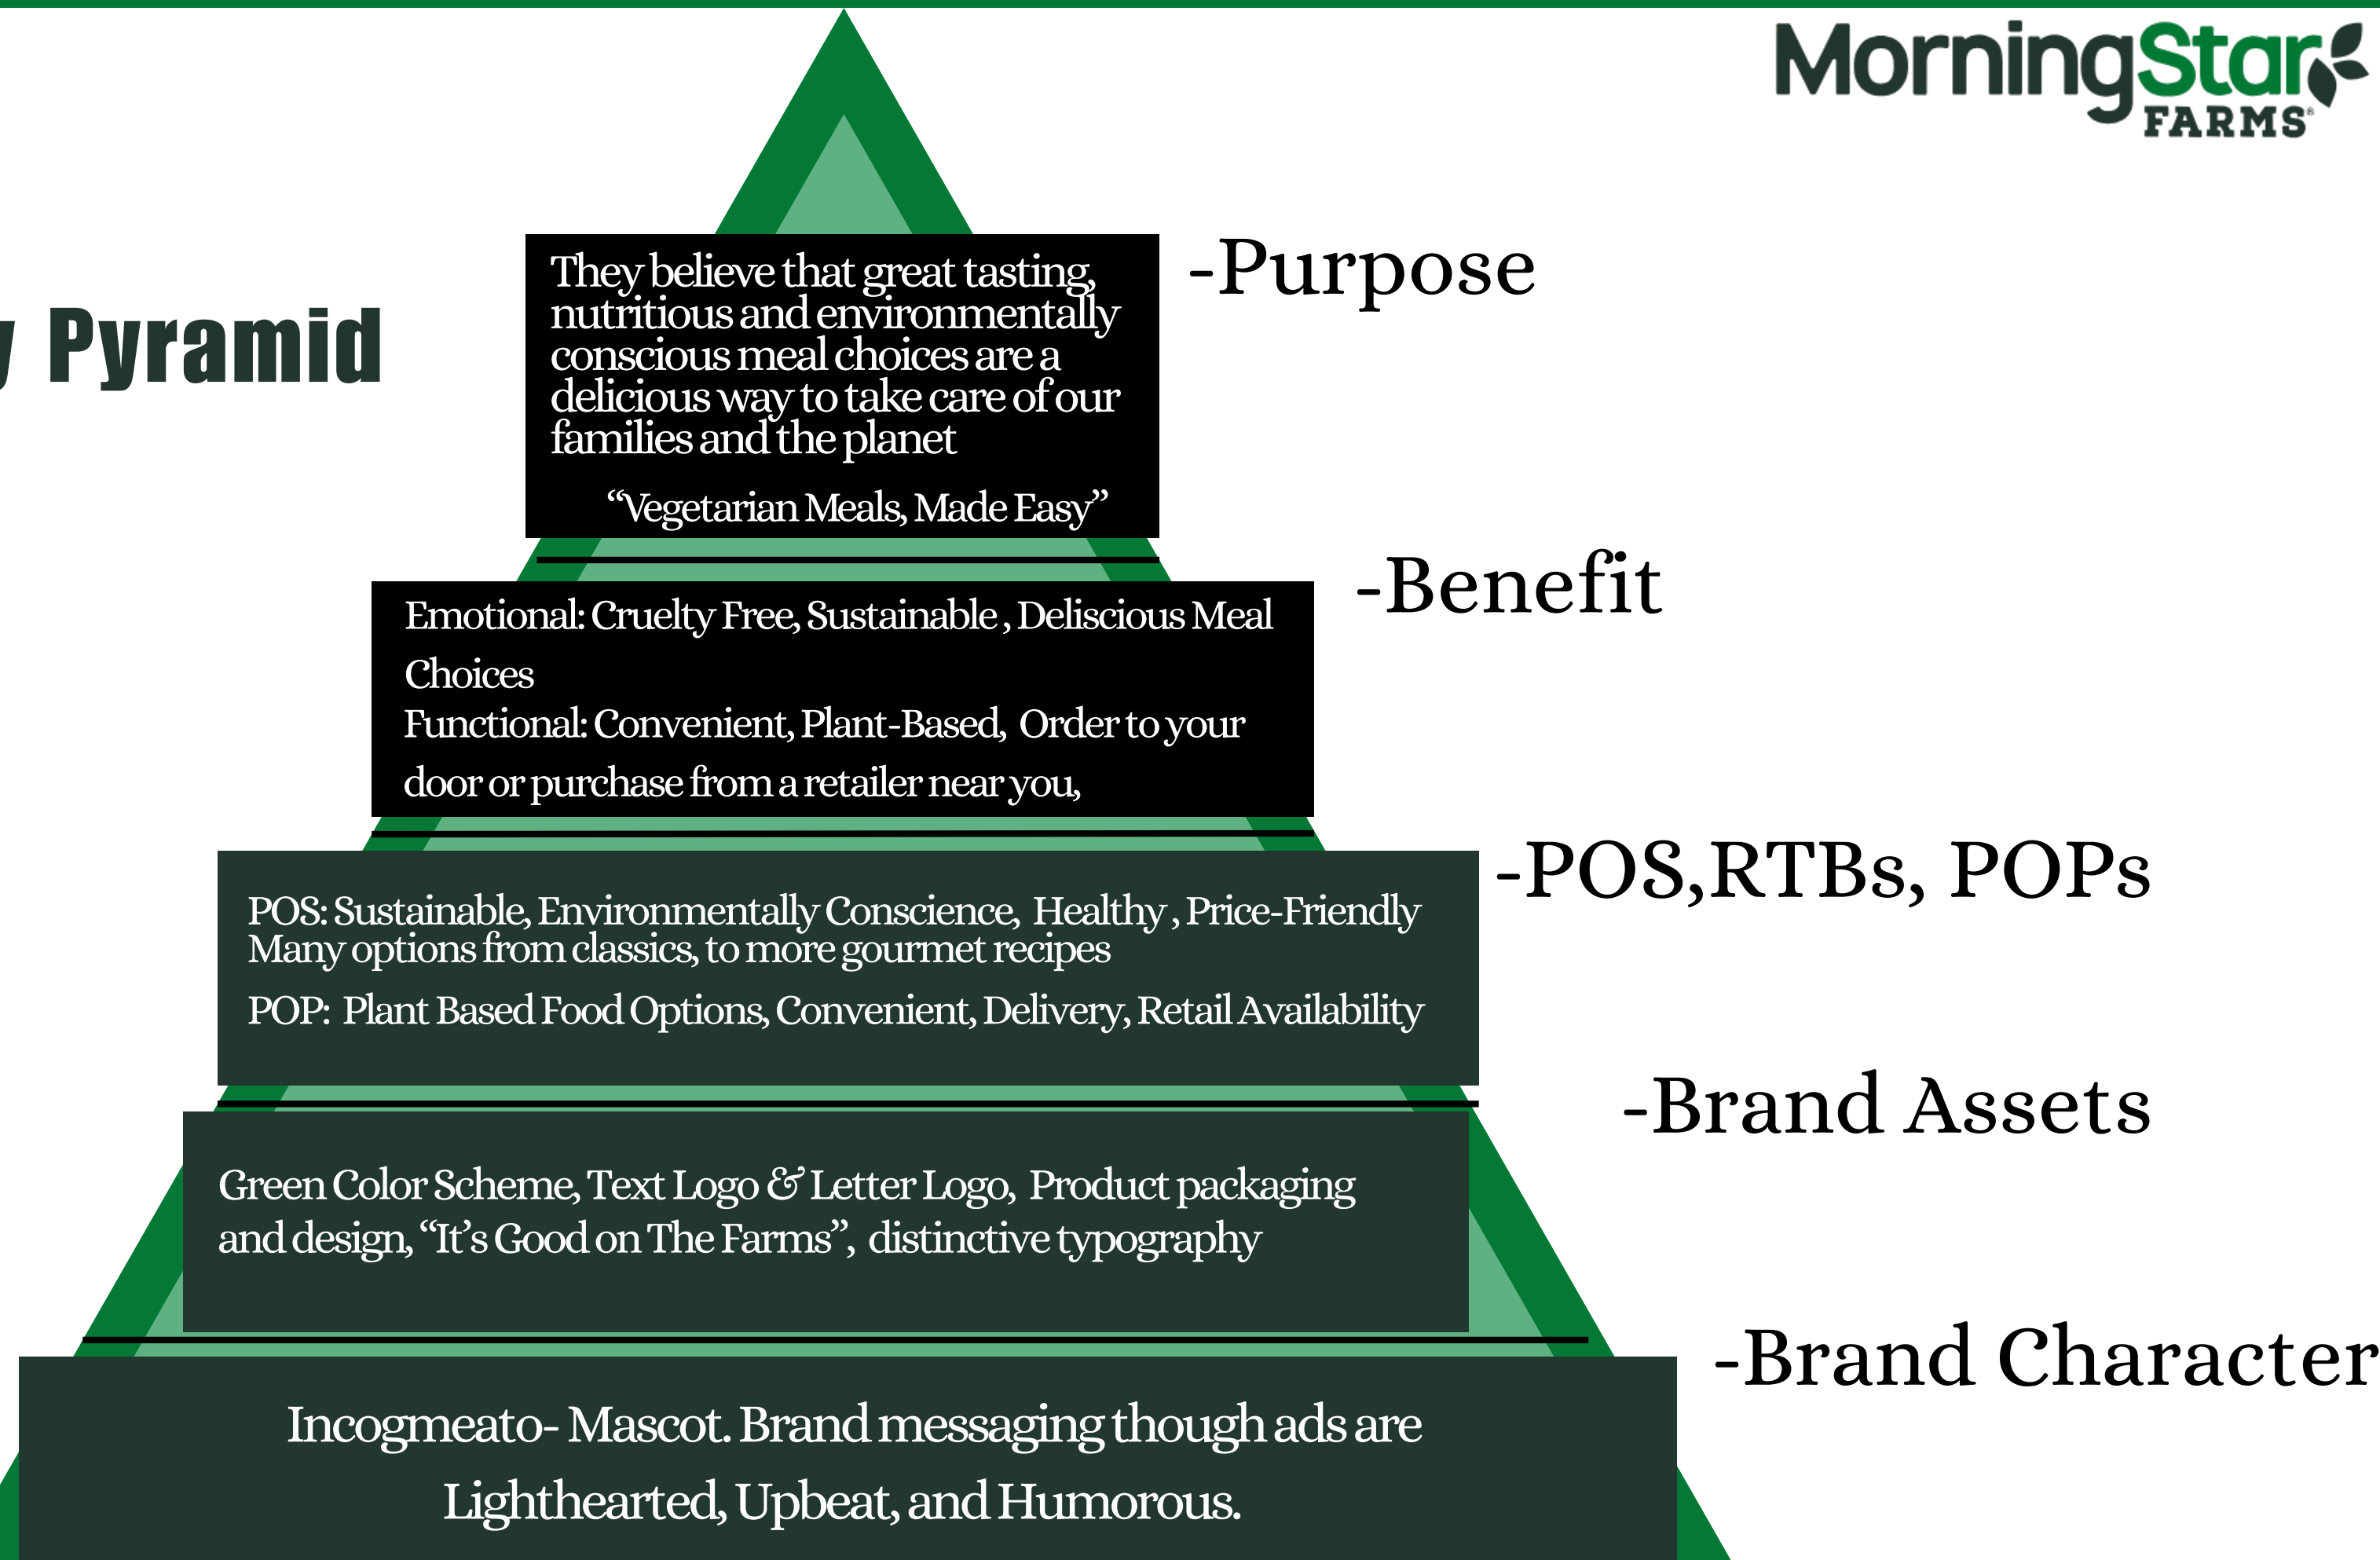 MorningStar
FARMS®
-Purpose
They believe that great tasting,
nutritious and environmentally
conscious meal choices are a
delicious way to take care of our
families and the planet
“Vegetarian Meals, Made Easy”
y Pyramid
-Benefit
Emotional: Cruelty Free, Sustainable , Deliscious Meal
Choices
Functional: Convenient, Plant-Based, Order to your
door or purchase from a retailer near you,
-POS,RTBs, POPs
POS: Sustainable, Environmentally Conscience, Healthy , Price-Friendly
Many options from classics, to more gourmet recipes
POP: Plant Based Food Options, Convenient, Delivery, Retail Availability
-Brand Assets
Green Color Scheme, Text Logo & Letter Logo, Product packaging
and design, “It’s Good on The Farms”, distinctive typography
-Brand Character
Incogmeato- Mascot. Brand messaging though ads are
Lighthearted, Upbeat, and Humorous.